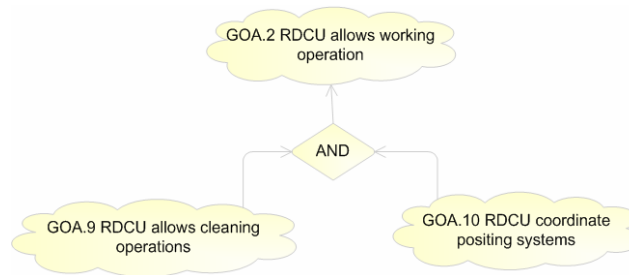 GOA.2 RDCU allows working
operation
AND
GOA.9 RDCU allows cleaning
operations
GOA.10 RDCU coordinate
positing systems